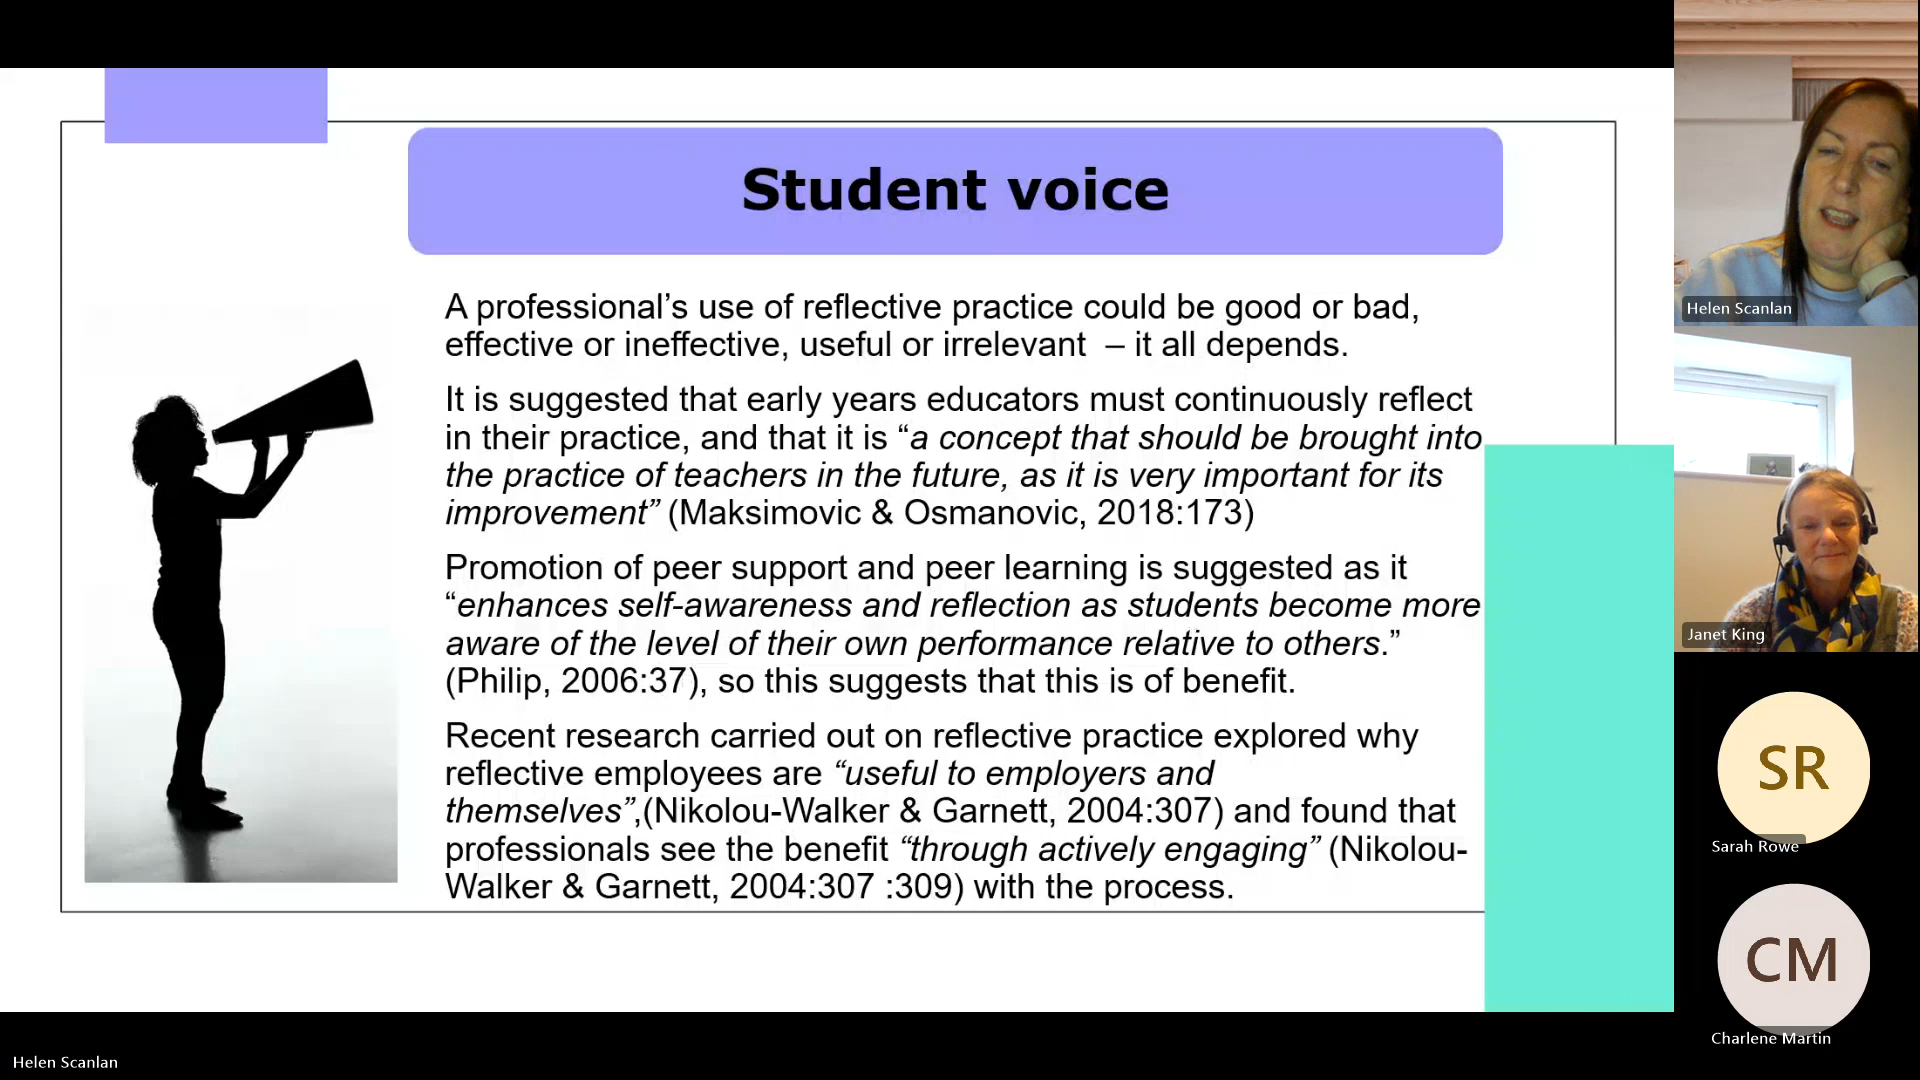 Student voice
A professional’s use of reflective practice could be good or bad,
effective or ineffective, useful or irrelevant  – it all depends.
It is suggested that early years educators must continuously reflect
in their practice, and that it is “a concept that should be brought into
the practice of teachers in the future, as it is very important for its
improvement” (Maksimovic & Osmanovic, 2018:173)
Promotion of peer support and peer learning is suggested as it
“enhances self-awareness and reflection as students become more
aware of the level of their own performance relative to others.”
(Philip, 2006:37), so this suggests that this is of benefit.
Recent research carried out on reflective practice explored why
reflective employees are “useful to employers and
themselves”,(Nikolou-Walker & Garnett, 2004:307) and found that
professionals see the benefit “through actively engaging” (Nikolou-
Walker & Garnett, 2004:307 :309) with the process.
Helen Scanlan
Janet King
SR
Sarah Rowe
CM
Charlene Martin
Helen Scanlan